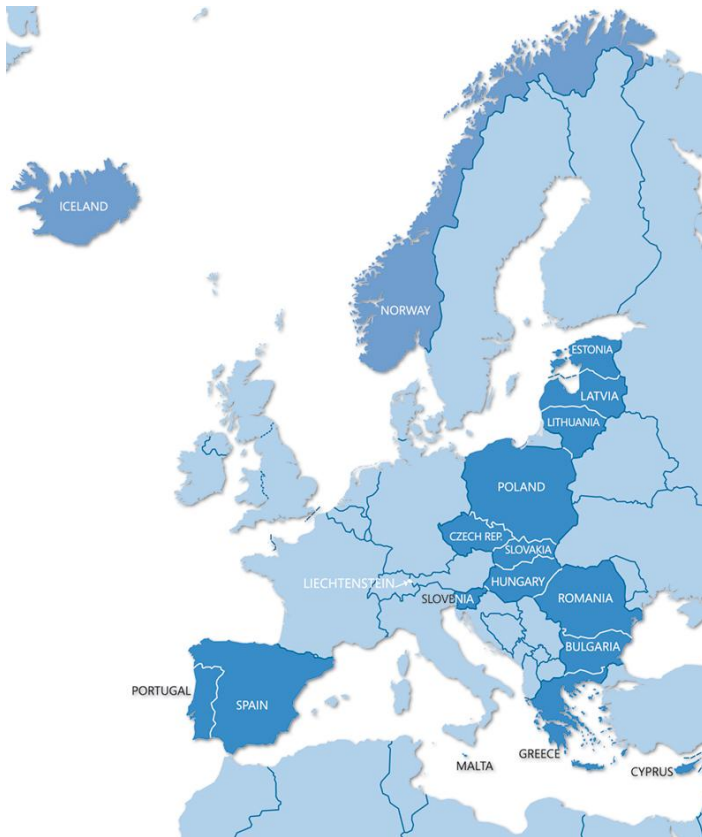 ICELAND
NORWAY
ESTONIA
LATVIA
LITHUANIA
POLAND
CZECH REP.
SLOVAKIA
LIECHTENSTEIN
HUNGARY
SLOVENIA
ROMANIA
BULGARIA
PORTUGAL
SPAIN
GREECE
MALTA
CYPRUS